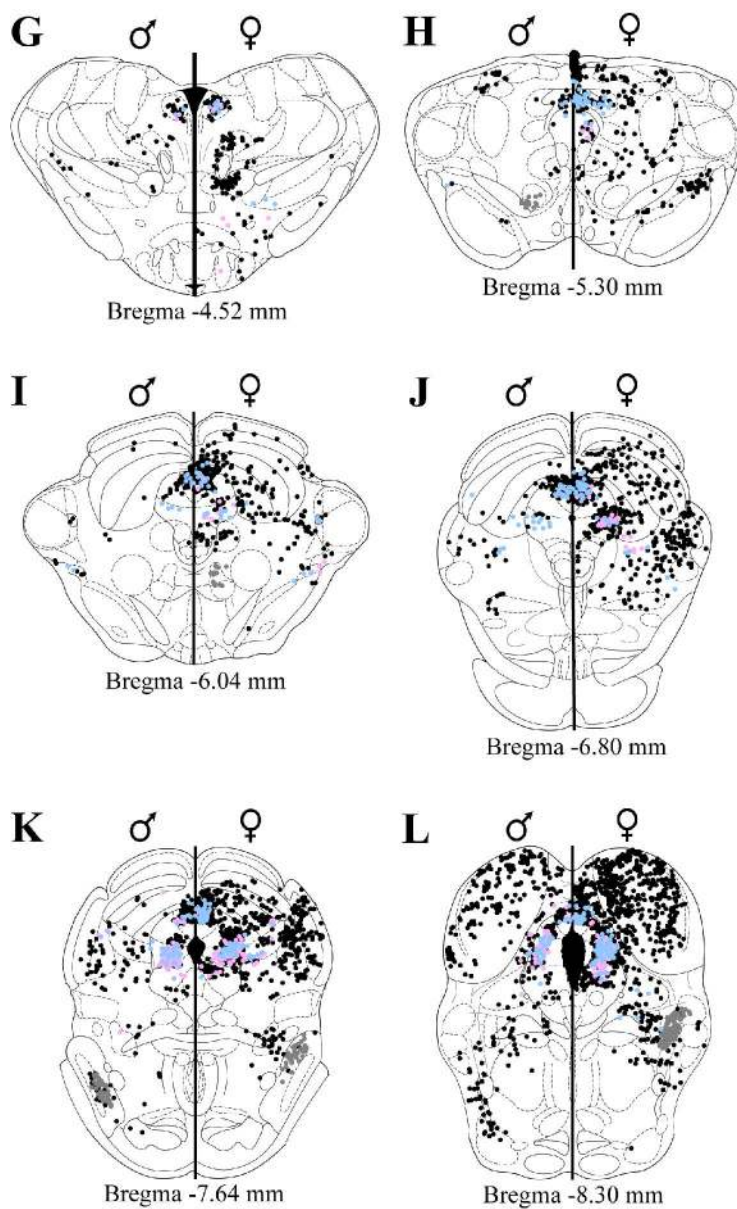 G ♂ ♀
H ♂ ♀
Bregma -4.52 mm
Bregma -5.30 mm
I ♂ ♀
J ♂ ♀
Bregma -6.04 mm
Bregma -6.80 mm
K ♂ ♀
L ♂ ♀
Bregma -7.64 mm
Bregma -8.30 mm